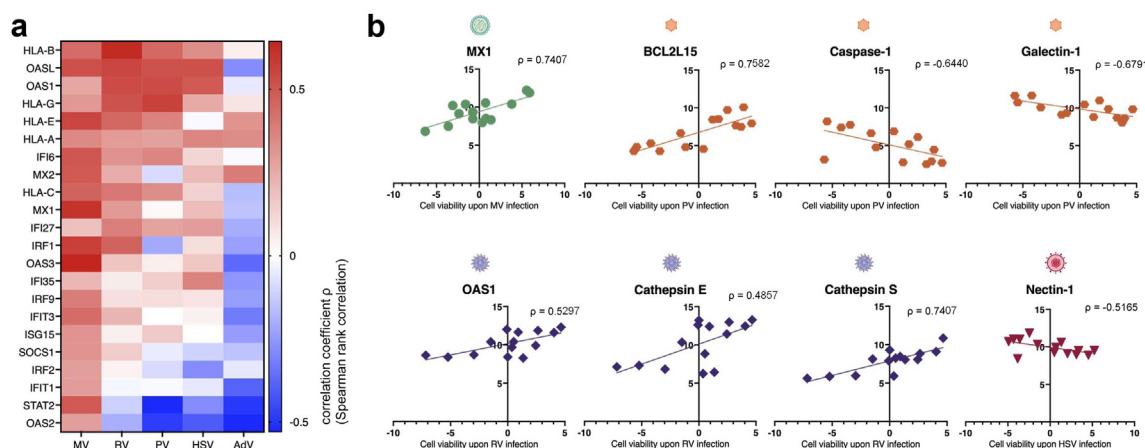 a
HLA-B
OASL
OAS1
HLA-G
HLA-E
HLA-A
IFI6
MX2
HLA-C
MX1
IFI27
IRF1
OAS3
IFI35
IRF9
IFIT3
ISG15
SOCS1
IRF2
IFIT1
STAT2
OAS2
MV RV PV HSV AdV
0.5
0
-0.5
correlation coefficient ρ
(Spearman rank correlation)
b
MX1
ρ = 0.7407
15
10
5
-10 -5 0 5 10
Cell viability upon MV infection
BCL2L15
ρ = 0.7582
15
10
5
-10 -5 0 5
Cell viability upon PV infection
Caspase-1
ρ = -0.6440
15
10
5
-10 -5 0 5
Cell viability upon PV infection
Galectin-1
ρ = -0.6791
15
10
5
-10 -5 0 5
Cell viability upon PV infection
OAS1
ρ = 0.5297
15
10
5
-10 -5 0 5
Cell viability upon RV infection
Cathepsin E
ρ = 0.4857
15
10
5
-10 -5 0 5
Cell viability upon RV infection
Cathepsin S
ρ = 0.7407
15
10
5
-10 -5 0 5
Cell viability upon RV infection
Nectin-1
ρ = -0.5165
15
10
5
-10 -5 0 5 10
Cell viability upon HSV infection